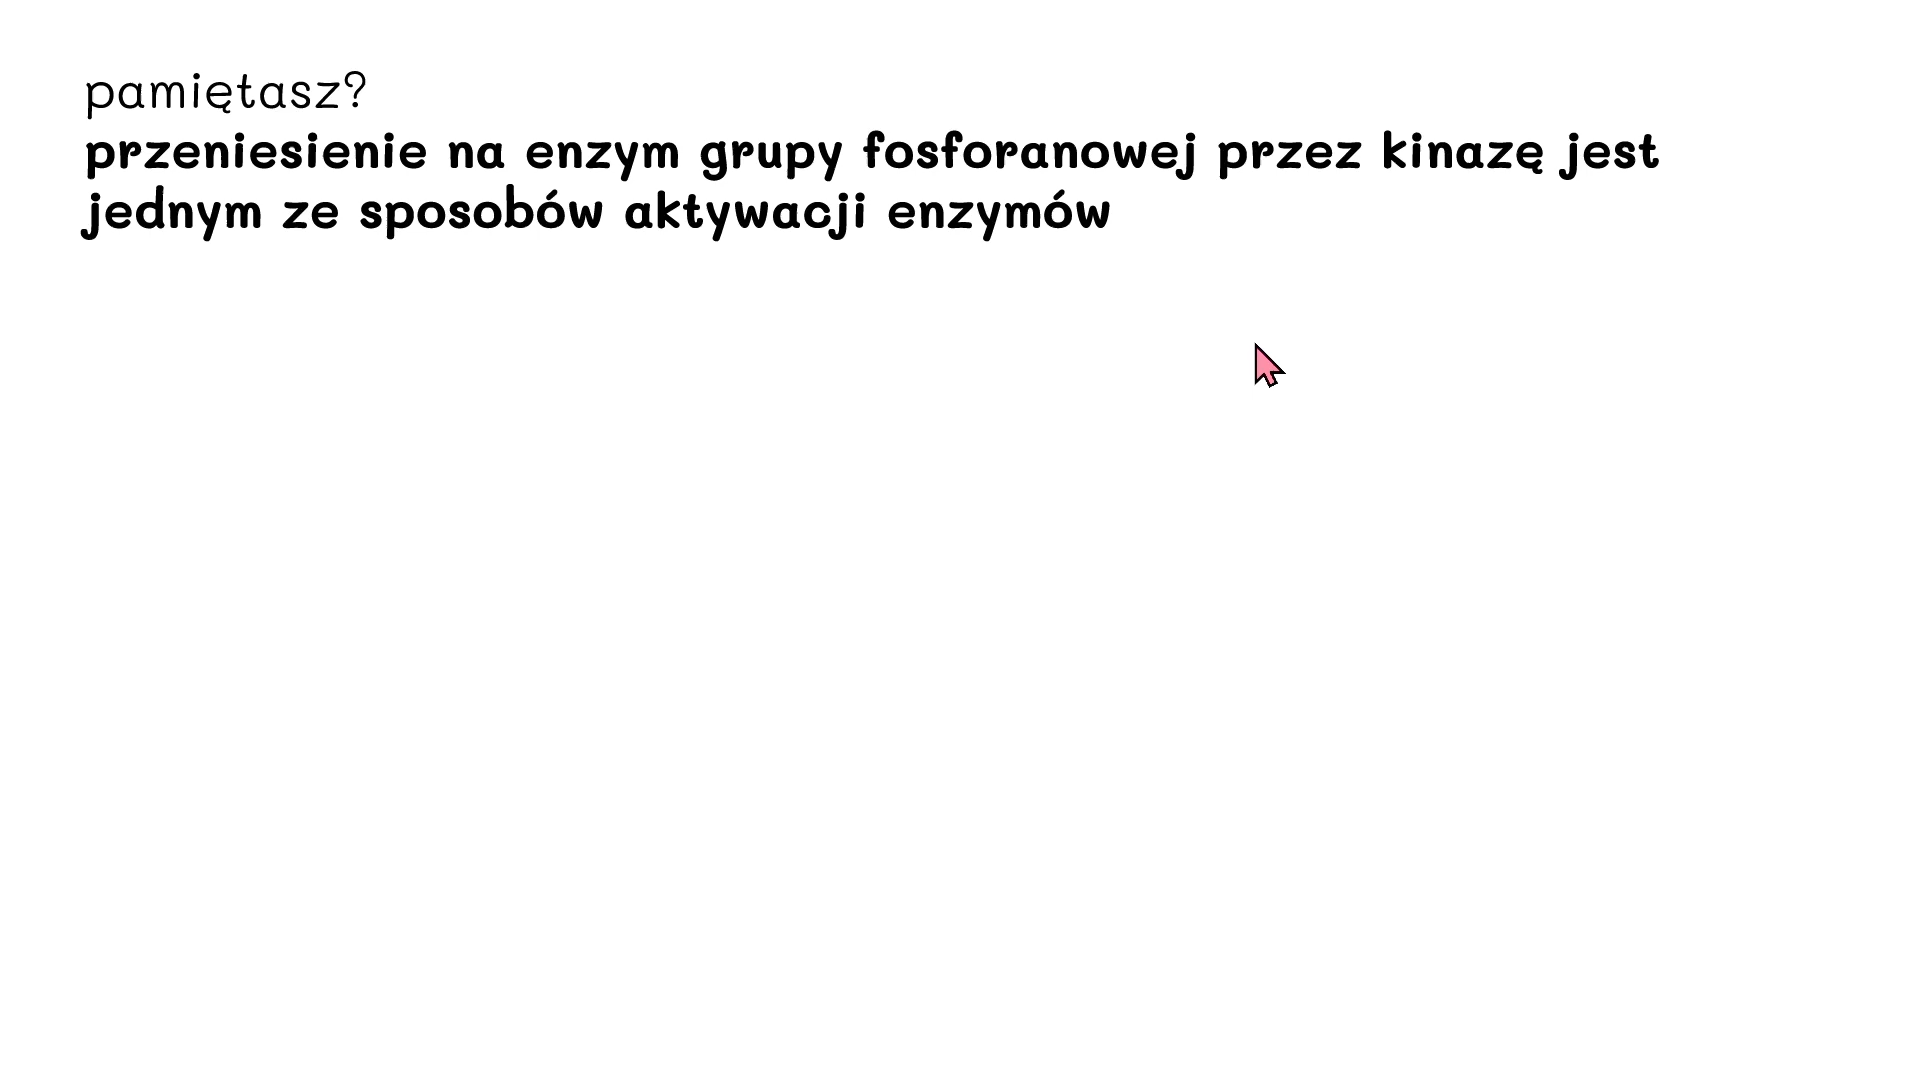 pamiętasz?
przeniesienie na enzym grupy fosforanowej przez kinazę jest
jednym ze sposobów aktywacji enzymów